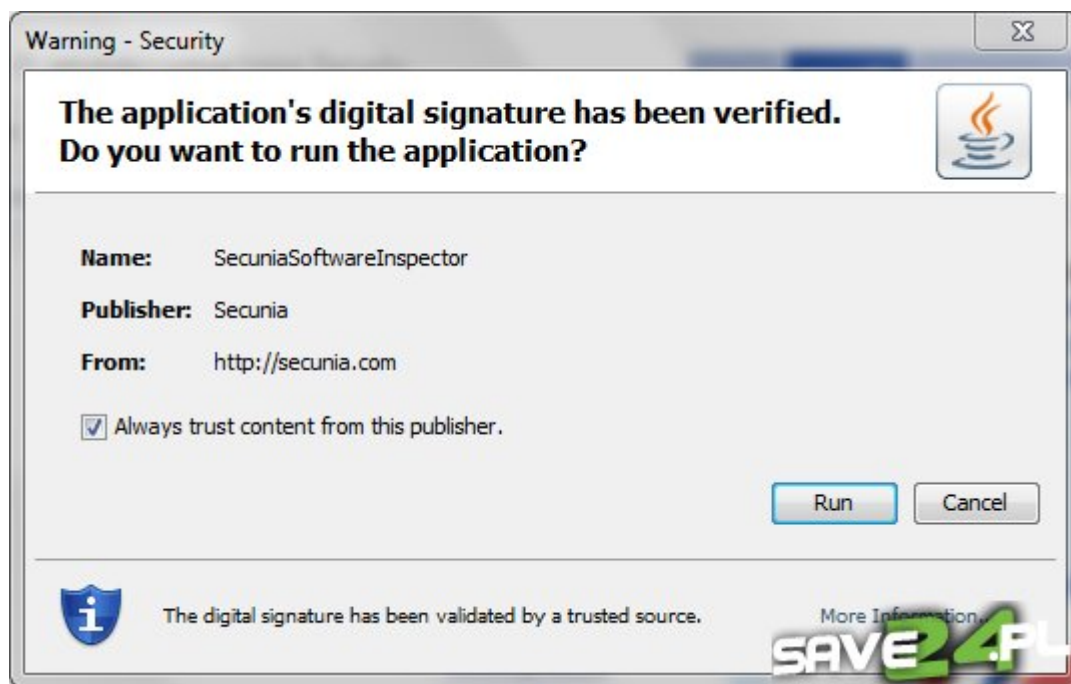 Warning - Security
The application's digital signature has been verified.
Do you want to run the application?
Name: SecuniaSoftwareInspector
Publisher: Secunia
From: http://secunia.com
Always trust content from this publisher.
Run Cancel
The digital signature has been validated by a trusted source. More Information...
SAVE24.PL